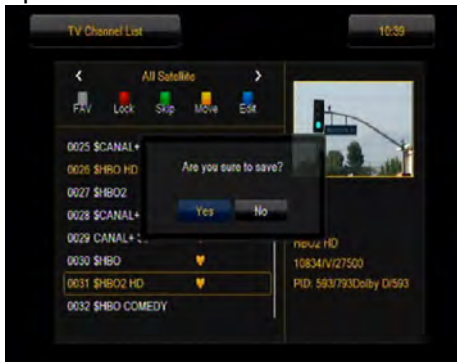 TV Channel List
10:39
All Satellite
FAV Lock Skip Move Edit
0025 $CANAL+
0026 $HBO HD
0027 $HBO2
0028 $CANAL+
0029 CANAL+
0030 $HBO
0031 $HBO2 HD
0032 $HBO COMEDY
Are you sure to save?
Yes No
HBO2 HD
10834/V/27500
PID: 593/793Dolby D/593